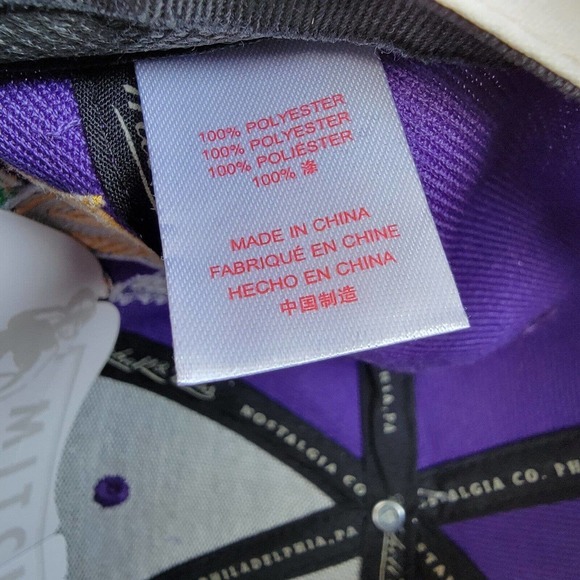 100% POLYESTER
100% POLYESTER
100% POLIÉSTER
100% 涤
MADE IN CHINA
FABRIQUÉ EN CHINE
HECHO EN CHINA
中国制造
NOSTALGIA CO.
PHILADELPHIA, PA
NOSTALGIA CO. PH